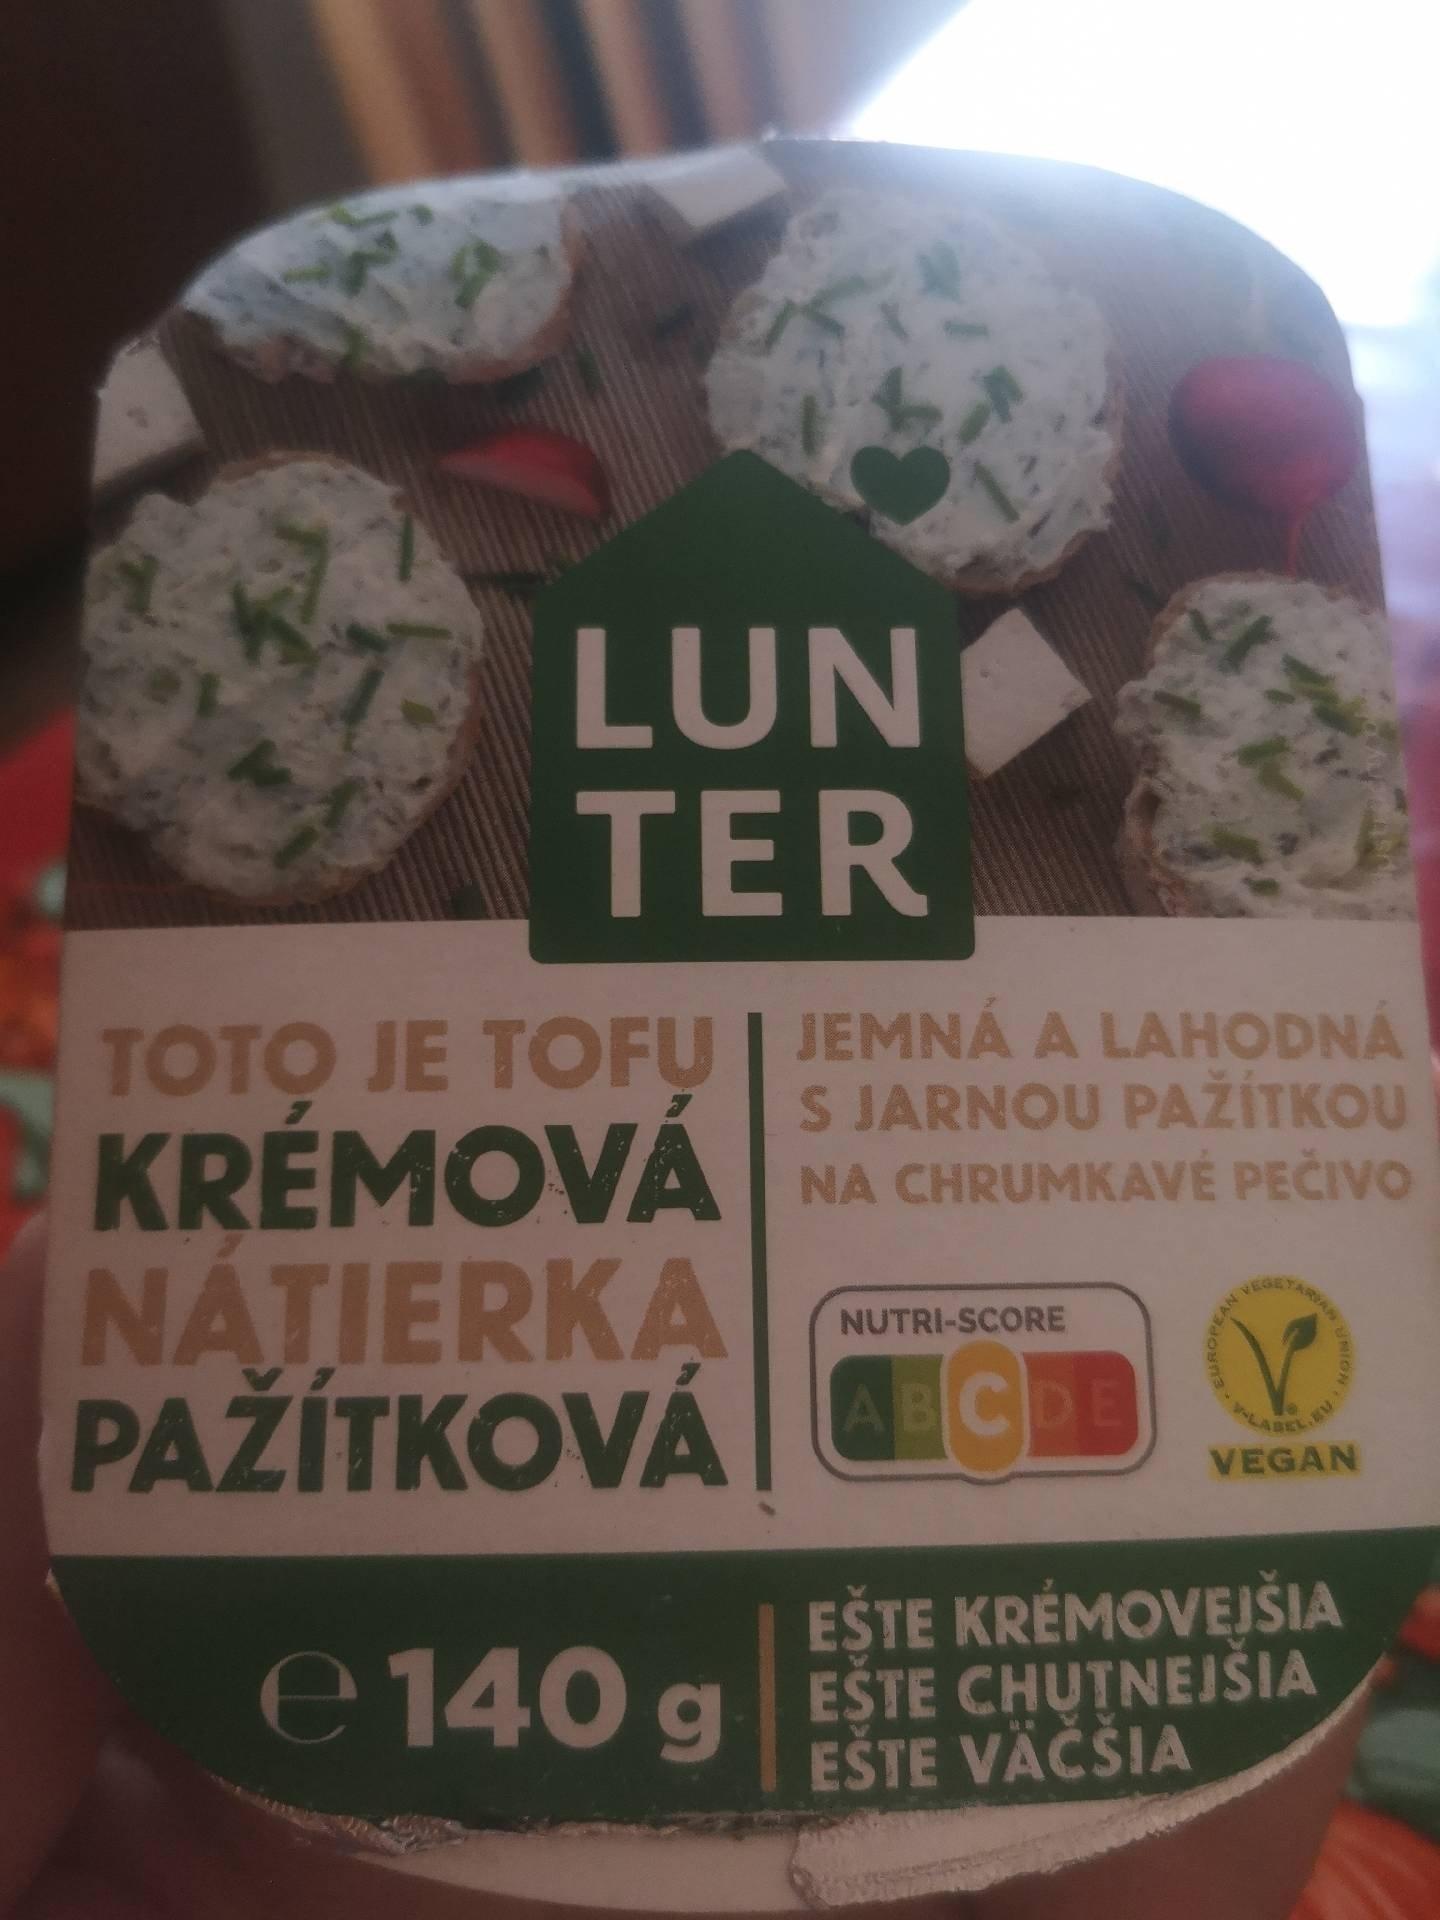 LUN
TER
TOTO JE TOFU
KRÉMOVÁ
NÁTIERKA
PAŽÍTKOVÁ
JEMNÁ A LAHODNÁ
S JARNOU PAŽÍTKOU
NA CHRUMKAVÉ PEČIVO
NUTRI-SCORE
A B C D E
EUROPEAN VEGETARIAN UNION
V-LABEL.EU
VEGAN
e 140 g
EŠTE KRÉMOVEJŠIA
EŠTE CHUTNEJŠIA
EŠTE VÄČŠIA